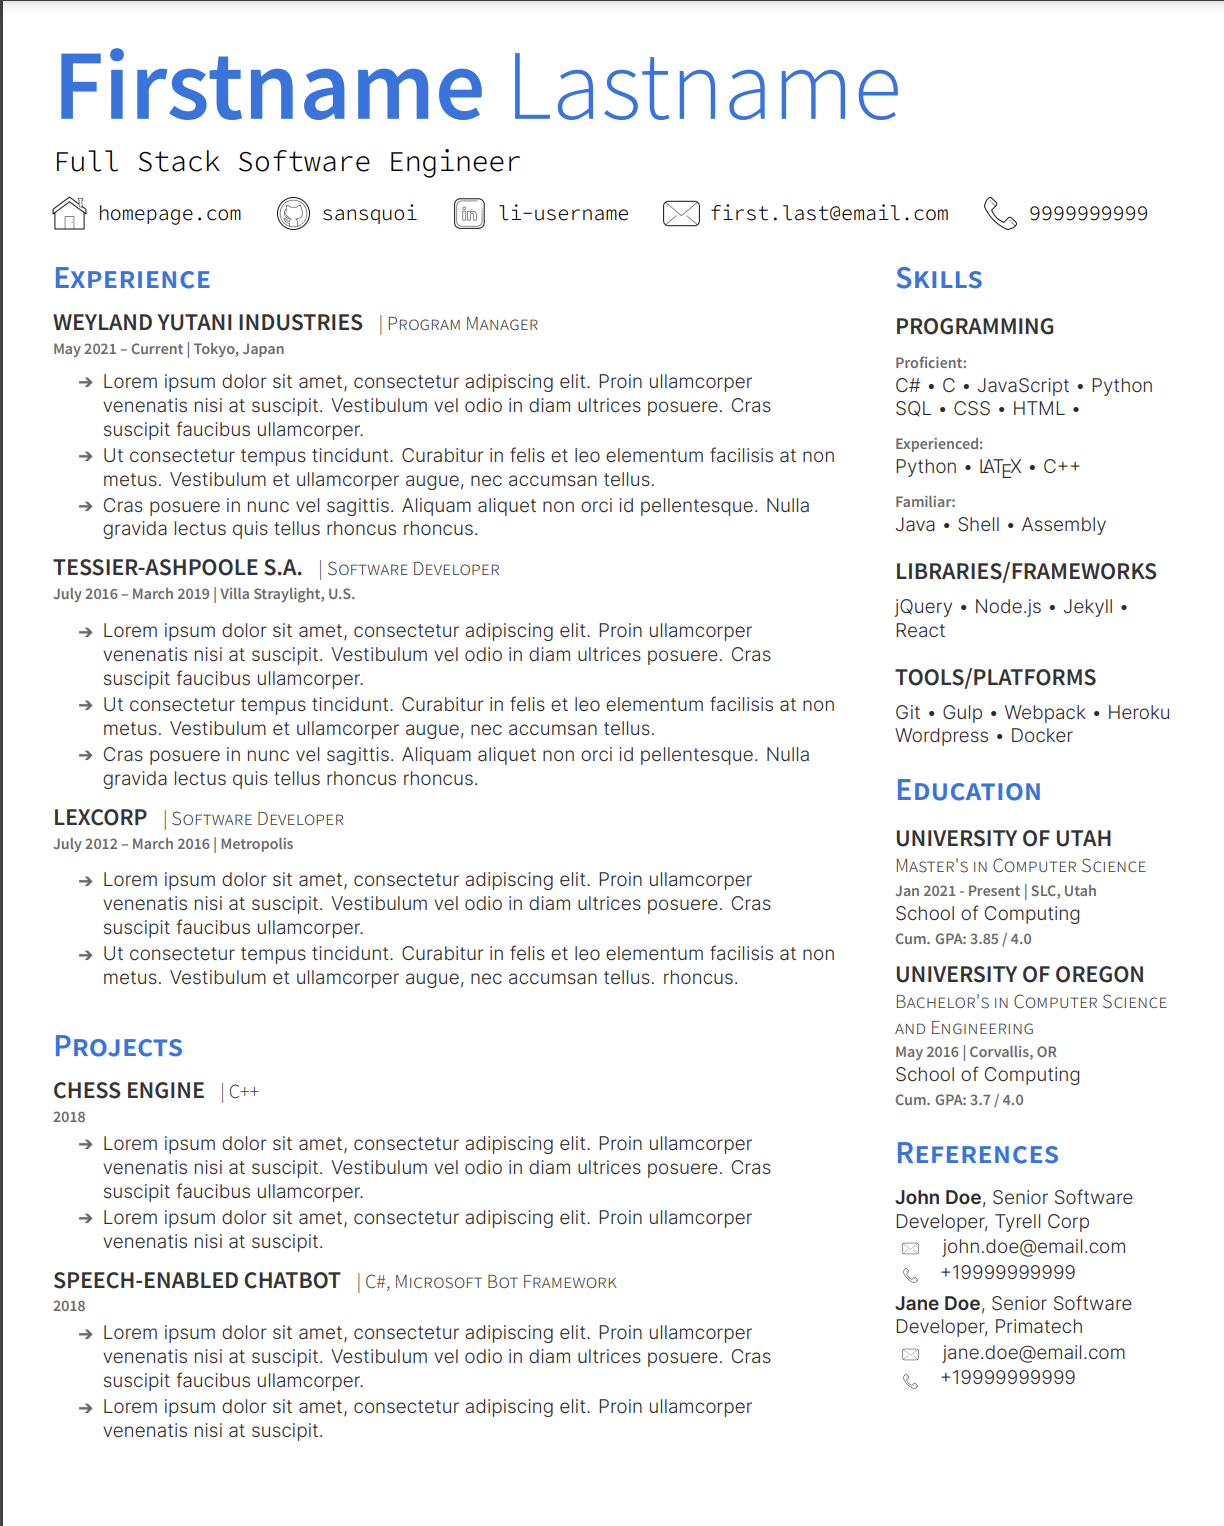 Firstname Lastname
Full Stack Software Engineer
homepage.com sansquoi li-username first.last@email.com 9999999999
Experience
WEYLAND YUTANI INDUSTRIES | Program Manager
May 2021 – Current | Tokyo, Japan
➔ Lorem ipsum dolor sit amet, consectetur adipiscing elit. Proin ullamcorper
venenatis nisi at suscipit. Vestibulum vel odio in diam ultrices posuere. Cras
suscipit faucibus ullamcorper.
➔ Ut consectetur tempus tincidunt. Curabitur in felis et leo elementum facilisis at non
metus. Vestibulum et ullamcorper augue, nec accumsan tellus.
➔ Cras posuere in nunc vel sagittis. Aliquam aliquet non orci id pellentesque. Nulla
gravida lectus quis tellus rhoncus rhoncus.
TESSIER-ASHPOOLE S.A. | Software Developer
July 2016 – March 2019 | Villa Straylight, U.S.
➔ Lorem ipsum dolor sit amet, consectetur adipiscing elit. Proin ullamcorper
venenatis nisi at suscipit. Vestibulum vel odio in diam ultrices posuere. Cras
suscipit faucibus ullamcorper.
➔ Ut consectetur tempus tincidunt. Curabitur in felis et leo elementum facilisis at non
metus. Vestibulum et ullamcorper augue, nec accumsan tellus.
➔ Cras posuere in nunc vel sagittis. Aliquam aliquet non orci id pellentesque. Nulla
gravida lectus quis tellus rhoncus rhoncus.
LEXCORP | Software Developer
July 2012 – March 2016 | Metropolis
➔ Lorem ipsum dolor sit amet, consectetur adipiscing elit. Proin ullamcorper
venenatis nisi at suscipit. Vestibulum vel odio in diam ultrices posuere. Cras
suscipit faucibus ullamcorper.
➔ Ut consectetur tempus tincidunt. Curabitur in felis et leo elementum facilisis at non
metus. Vestibulum et ullamcorper augue, nec accumsan tellus. rhoncus.
Projects
CHESS ENGINE | C++
2018
➔ Lorem ipsum dolor sit amet, consectetur adipiscing elit. Proin ullamcorper
venenatis nisi at suscipit. Vestibulum vel odio in diam ultrices posuere. Cras
suscipit faucibus ullamcorper.
➔ Lorem ipsum dolor sit amet, consectetur adipiscing elit. Proin ullamcorper
venenatis nisi at suscipit.
SPEECH-ENABLED CHATBOT | C#, Microsoft Bot Framework
2018
➔ Lorem ipsum dolor sit amet, consectetur adipiscing elit. Proin ullamcorper
venenatis nisi at suscipit. Vestibulum vel odio in diam ultrices posuere. Cras
suscipit faucibus ullamcorper.
➔ Lorem ipsum dolor sit amet, consectetur adipiscing elit. Proin ullamcorper
venenatis nisi at suscipit.
Skills
PROGRAMMING
Proficient:
C# • C • JavaScript • Python
SQL • CSS • HTML •
Experienced:
Python • LATEX • C++
Familiar:
Java • Shell • Assembly
LIBRARIES/FRAMEWORKS
jQuery • Node.js • Jekyll •
React
TOOLS/PLATFORMS
Git • Gulp • Webpack • Heroku
Wordpress • Docker
Education
UNIVERSITY OF UTAH
Master's in Computer Science
Jan 2021 - Present | SLC, Utah
School of Computing
Cum. GPA: 3.85 / 4.0
UNIVERSITY OF OREGON
Bachelor's in Computer Science
and Engineering
May 2016 | Corvallis, OR
School of Computing
Cum. GPA: 3.7 / 4.0
References
John Doe, Senior Software
Developer, Tyrell Corp
john.doe@email.com
+19999999999
Jane Doe, Senior Software
Developer, Primatech
jane.doe@email.com
+19999999999